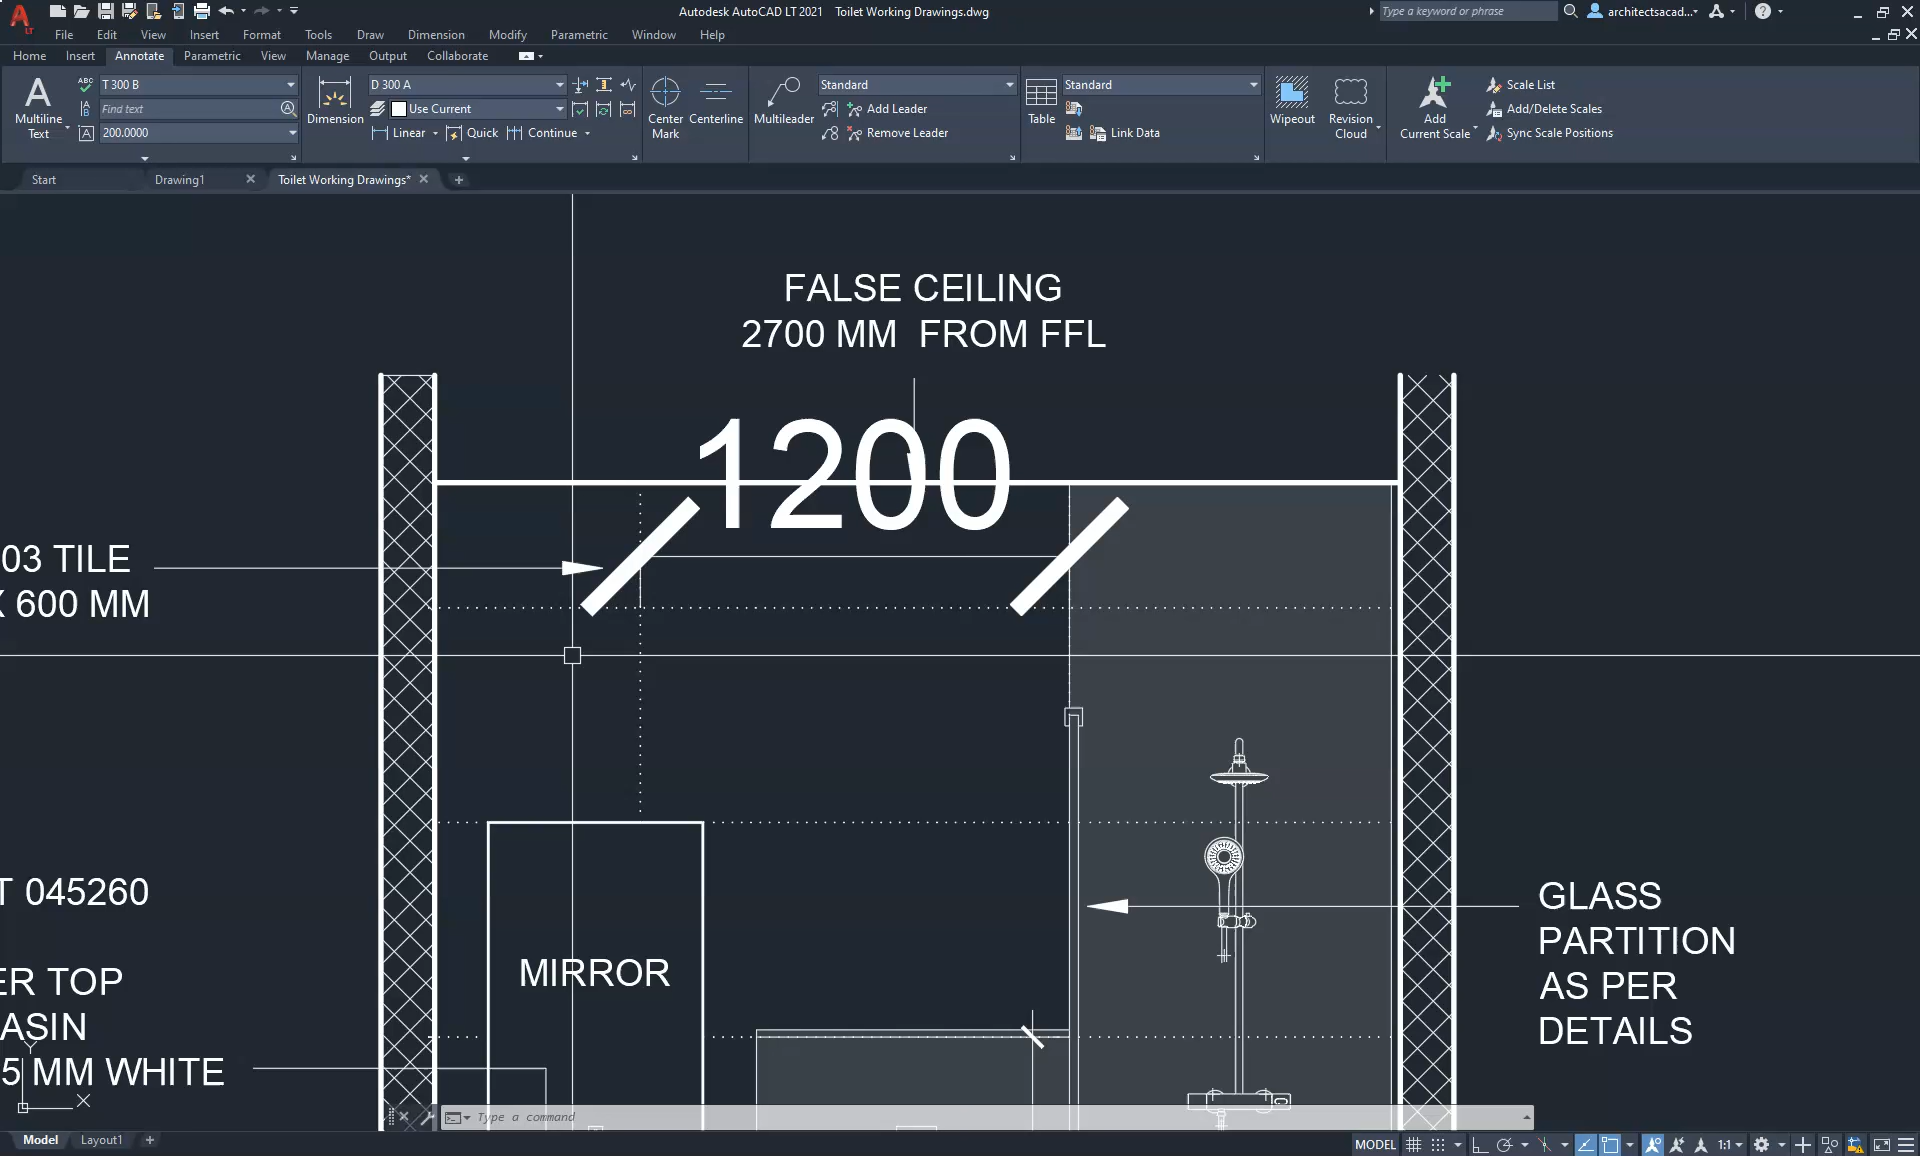 Autodesk AutoCAD LT 2021 Toilet Working Drawings.dwg
Type a keyword or phrase
architectsacad...
LT
File Edit View Insert Format Tools Draw Dimension Modify Parametric Window Help
Home Insert Annotate Parametric View Manage Output Collaborate
Multiline Text
ABC
T 300 B
Find text
200.0000
Dimension
D 300 A
Use Current
Linear Quick Continue
Center Mark
Centerline
Multileader
Standard
Add Leader
Remove Leader
Table
Standard
Link Data
Wipeout
Revision Cloud
Add Current Scale
Scale List
Add/Delete Scales
Sync Scale Positions
Start Drawing1 Toilet Working Drawings*
FALSE CEILING
2700 MM FROM FFL
1200
03 TILE
X 600 MM
T 045260
ER TOP
ASIN
5 MM WHITE
MIRROR
GLASS
PARTITION
AS PER
DETAILS
Y
X
Type a command
Model Layout1
MODEL
1:1